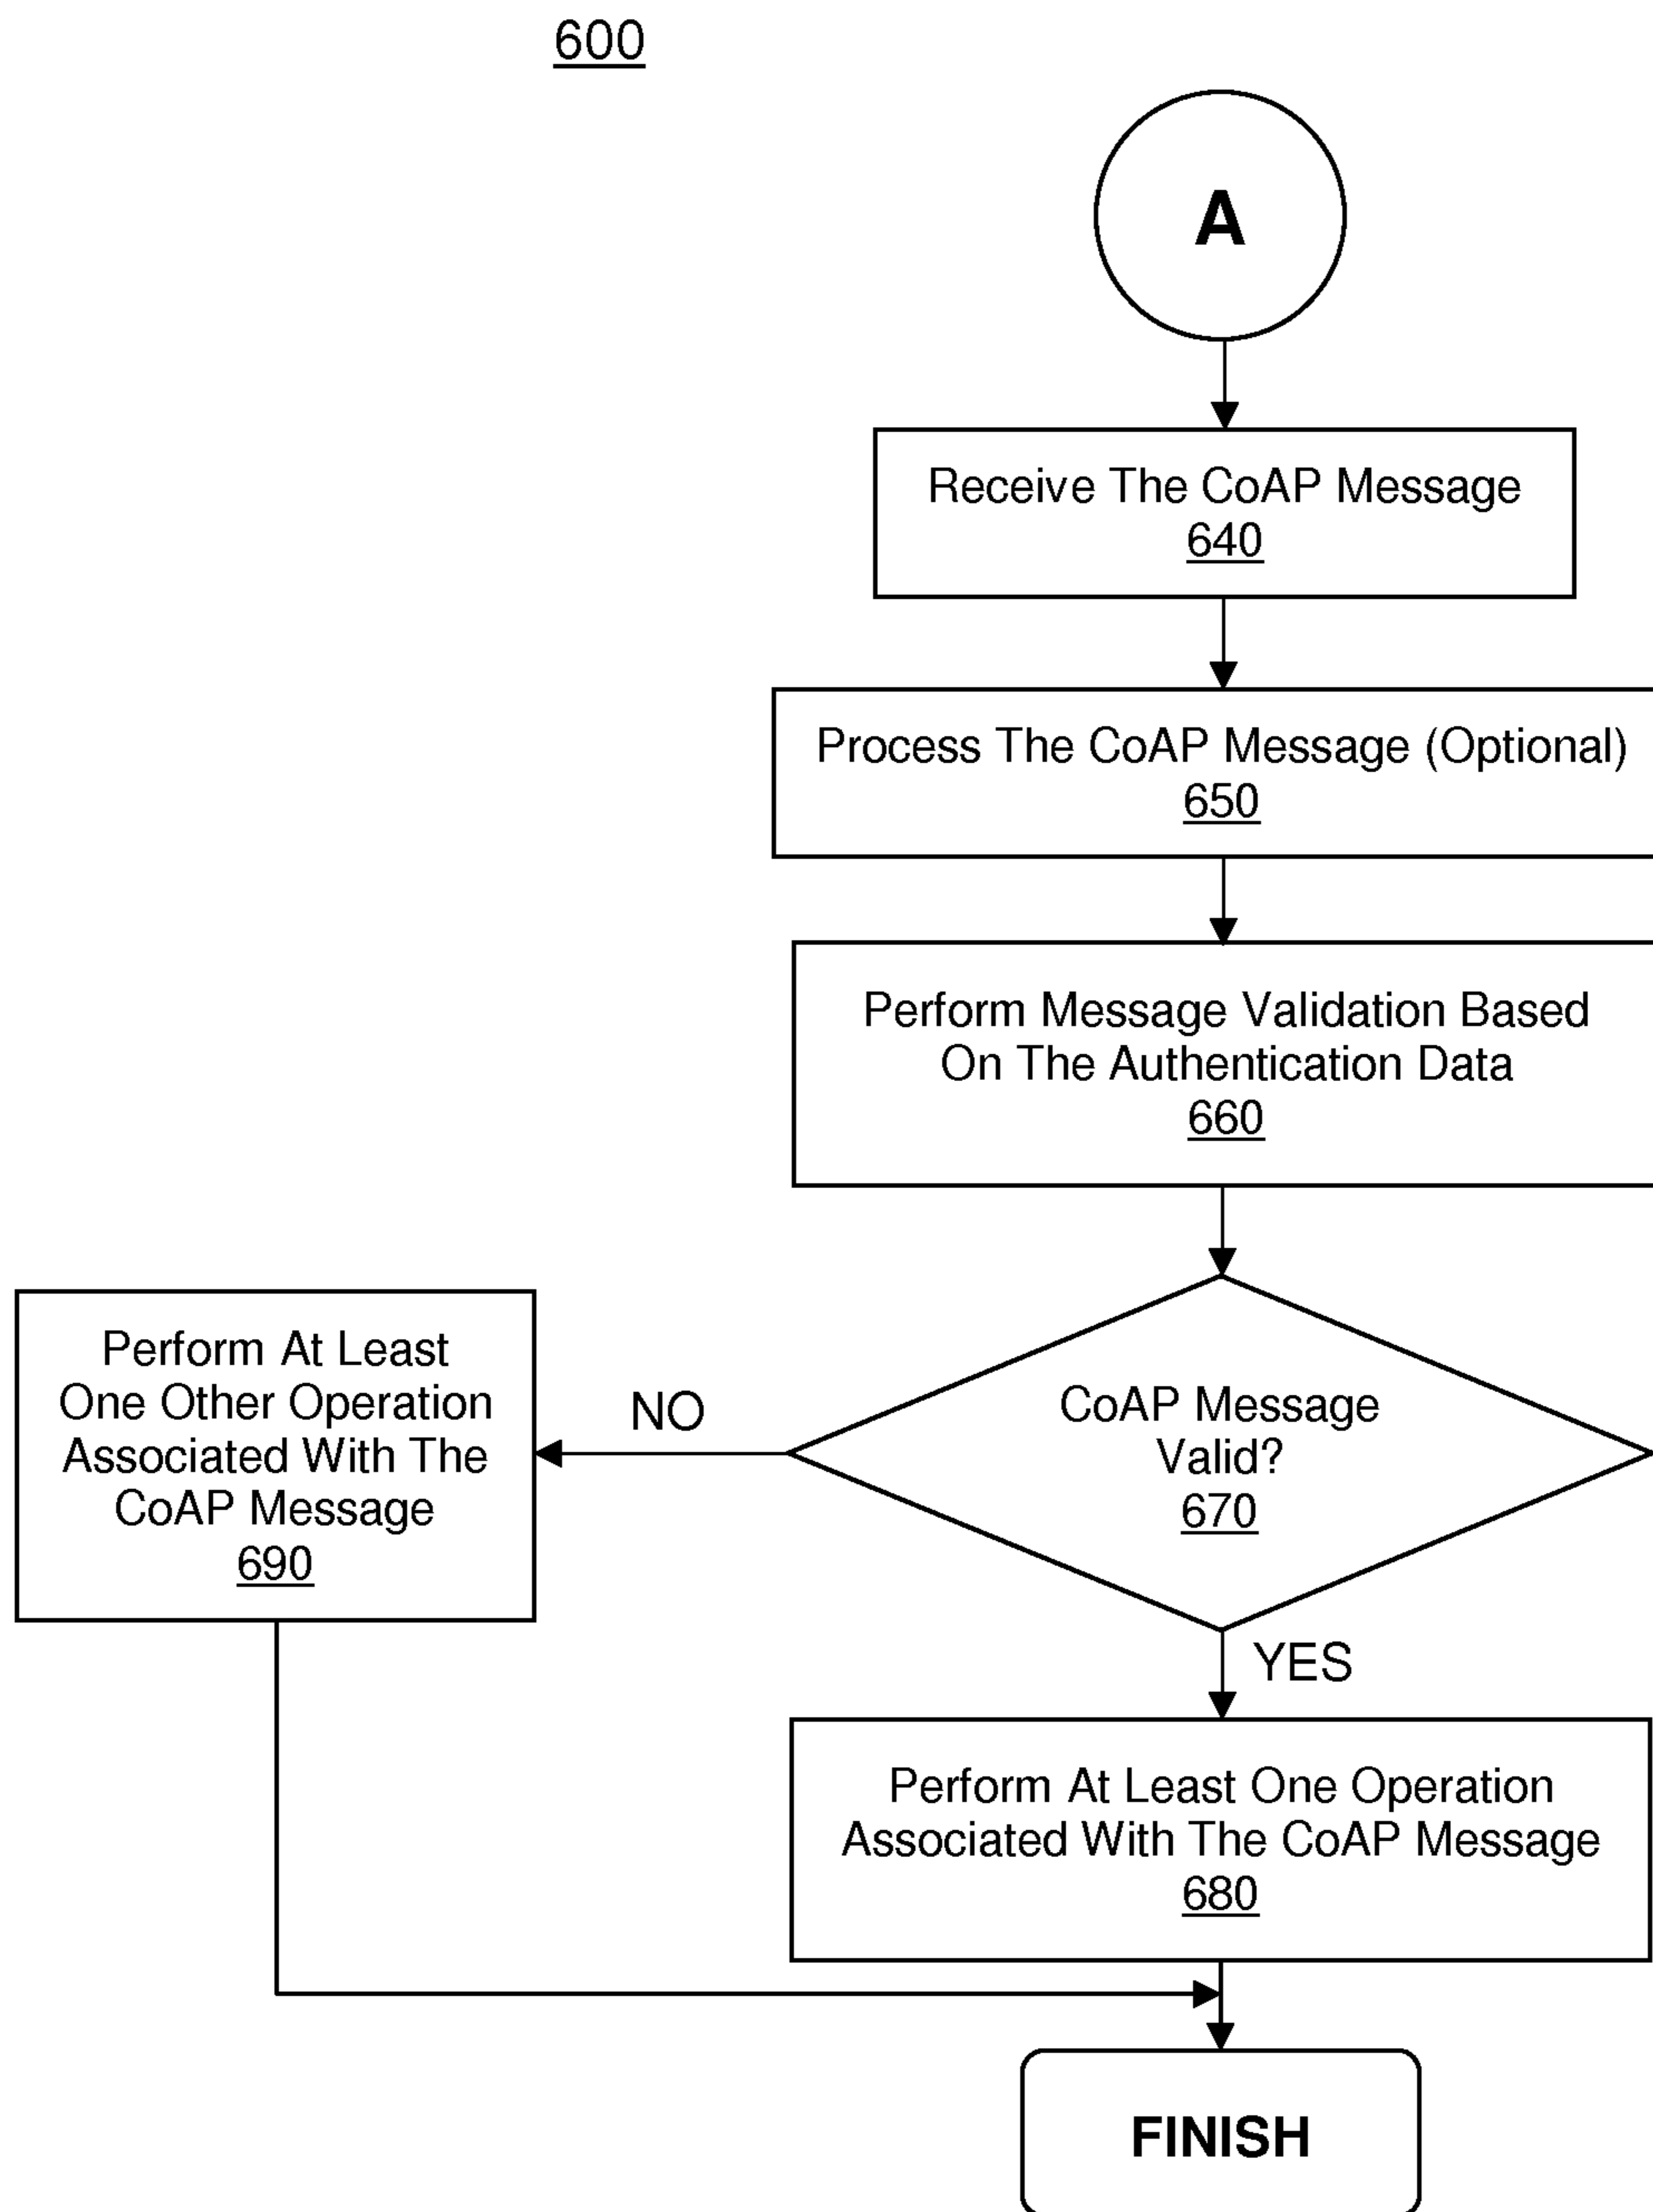 600
A
Receive The CoAP Message
640
Process The CoAP Message (Optional)
650
Perform Message Validation Based
On The Authentication Data
660
CoAP Message
Valid?
670
NO
Perform At Least
One Other Operation
Associated With The
CoAP Message
690
YES
Perform At Least One Operation
Associated With The CoAP Message
680
FINISH